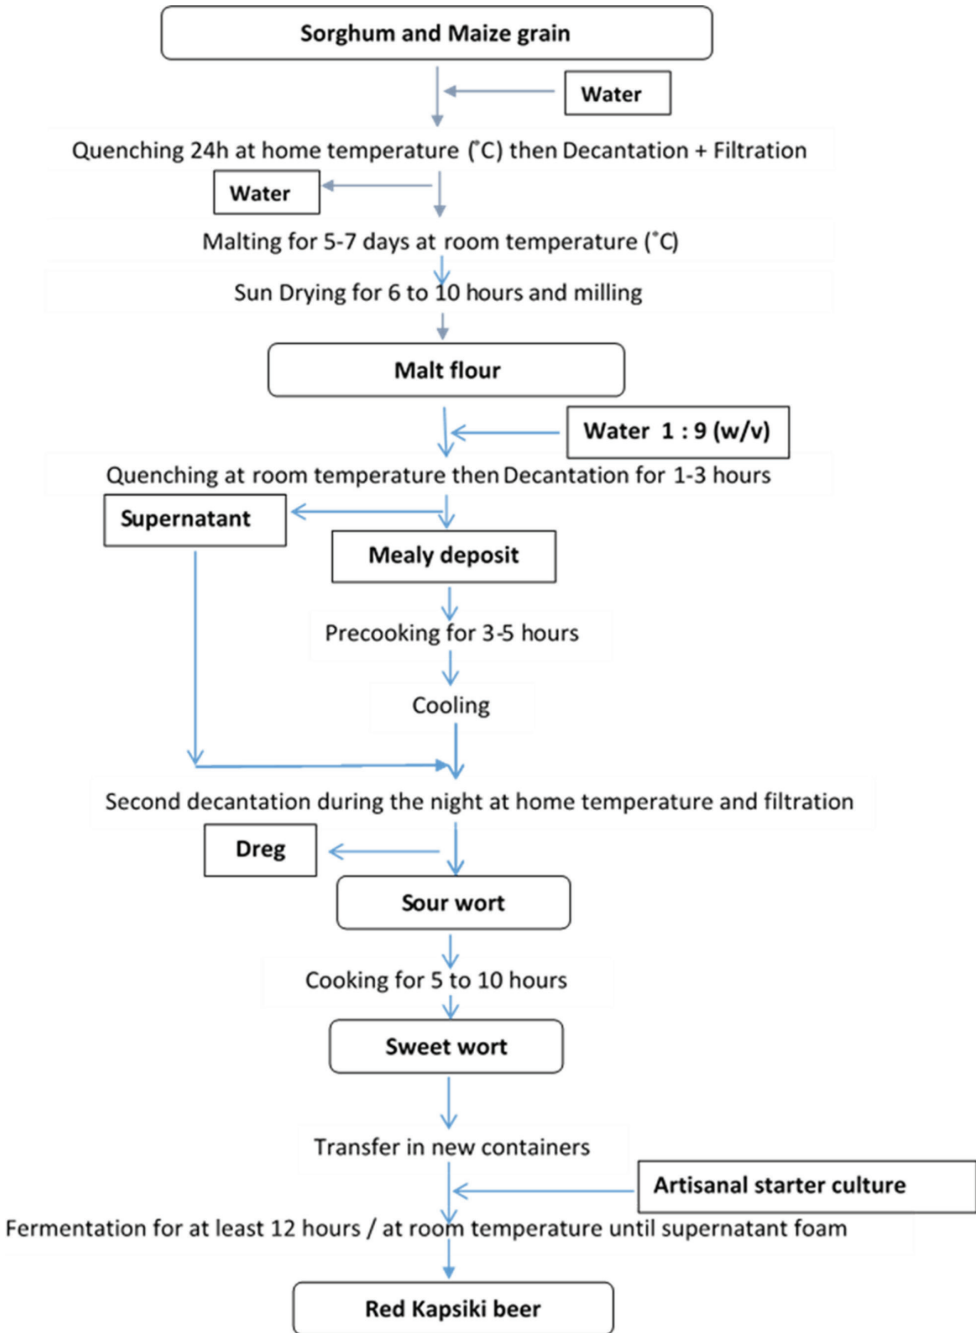 Sorghum and Maize grain
Water
Quenching 24h at home temperature (˚C) then Decantation + Filtration
Water
Malting for 5-7 days at room temperature (˚C)
Sun Drying for 6 to 10 hours and milling
Malt flour
Water 1 : 9 (w/v)
Quenching at room temperature then Decantation for 1-3 hours
Supernatant
Mealy deposit
Precooking for 3-5 hours
Cooling
Second decantation during the night at home temperature and filtration
Dreg
Sour wort
Cooking for 5 to 10 hours
Sweet wort
Transfer in new containers
Artisanal starter culture
Fermentation for at least 12 hours / at room temperature until supernatant foam
Red Kapsiki beer